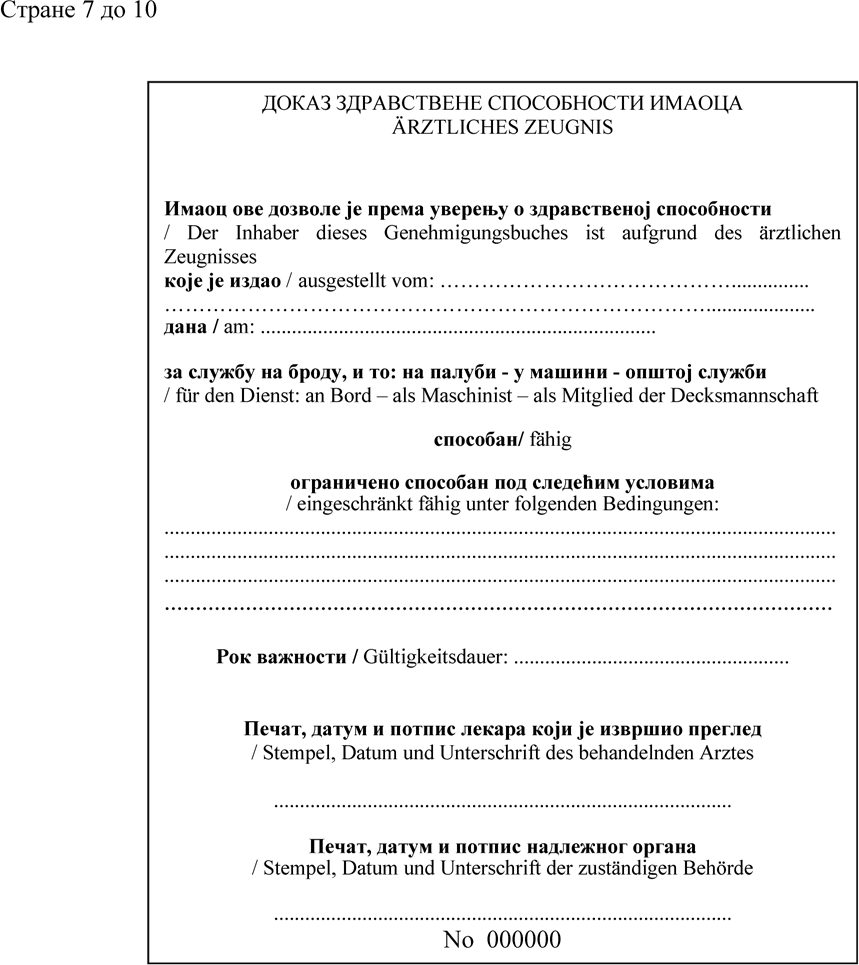 Стране 7 до 10
ДОКАЗ ЗДРАВСТВЕНЕ СПОСОБНОСТИ ИМАОЦА
ÄRZTLICHES ZEUGNIS
Имаоц ове дозволе је према уверењу о здравственој способности
/ Der Inhaber dieses Genehmigungsbuches ist aufgrund des ärztlichen
Zeugnisses
које је издао / ausgestellt vom: ……………………………………...............
……………………………………………………………………….....................
дана / am: ............................................................................
за службу на броду, и то: на палуби - у машини - општој служби
/ für den Dienst: an Bord – als Maschinist – als Mitglied der Decksmannschaft
способан/ fähig
ограничено способан под следећим условима
/ eingeschränkt fähig unter folgenden Bedingungen:
.................................................................................................................................
.................................................................................................................................
.................................................................................................................................
.............................................................................................................
Рок важности / Gültigkeitsdauer: .....................................................
Печат, датум и потпис лекара који је извршио преглед
/ Stempel, Datum und Unterschrift des behandelnden Arztes
........................................................................................
Печат, датум и потпис надлежног органа
/ Stempel, Datum und Unterschrift der zuständigen Behörde
........................................................................................
No 000000